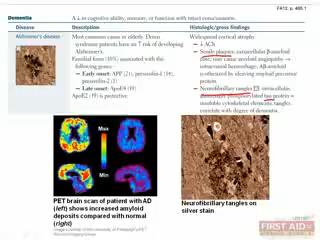 FA12, p. 465.1
Dementia
A ↓ in cognitive ability, memory, or function with intact consciousness.
Disease
Description
Histologic/gross findings
Alzheimer's disease
Most common cause in elderly. Down
syndrome patients have an ↑ risk of developing
Alzheimer's.
Familial form (10%) associated with the
following genes:
– Early onset: APP (21), presenilin-1 (14),
presenilin-2 (1)
– Late onset: ApoE4 (19)
ApoE2 (19) is protective.
Widespread cortical atrophy
– ↓ ACh
– Senile plaques: extracellular β-amyloid
core; may cause amyloid angiopathy →
intracranial hemorrhage; Aβ-amyloid
synthesized by cleaving amyloid precursor
protein.
– Neurofibrillary tangles: intracellular,
phosphorylated tau protein =
insoluble cytoskeletal elements; tangles
correlate with degree of dementia.
Max
Min
PET brain scan of patient with AD
(left) shows increased amyloid
deposits compared with normal
(right)
Neurofibrillary tangles on
silver stain
FIRST AID